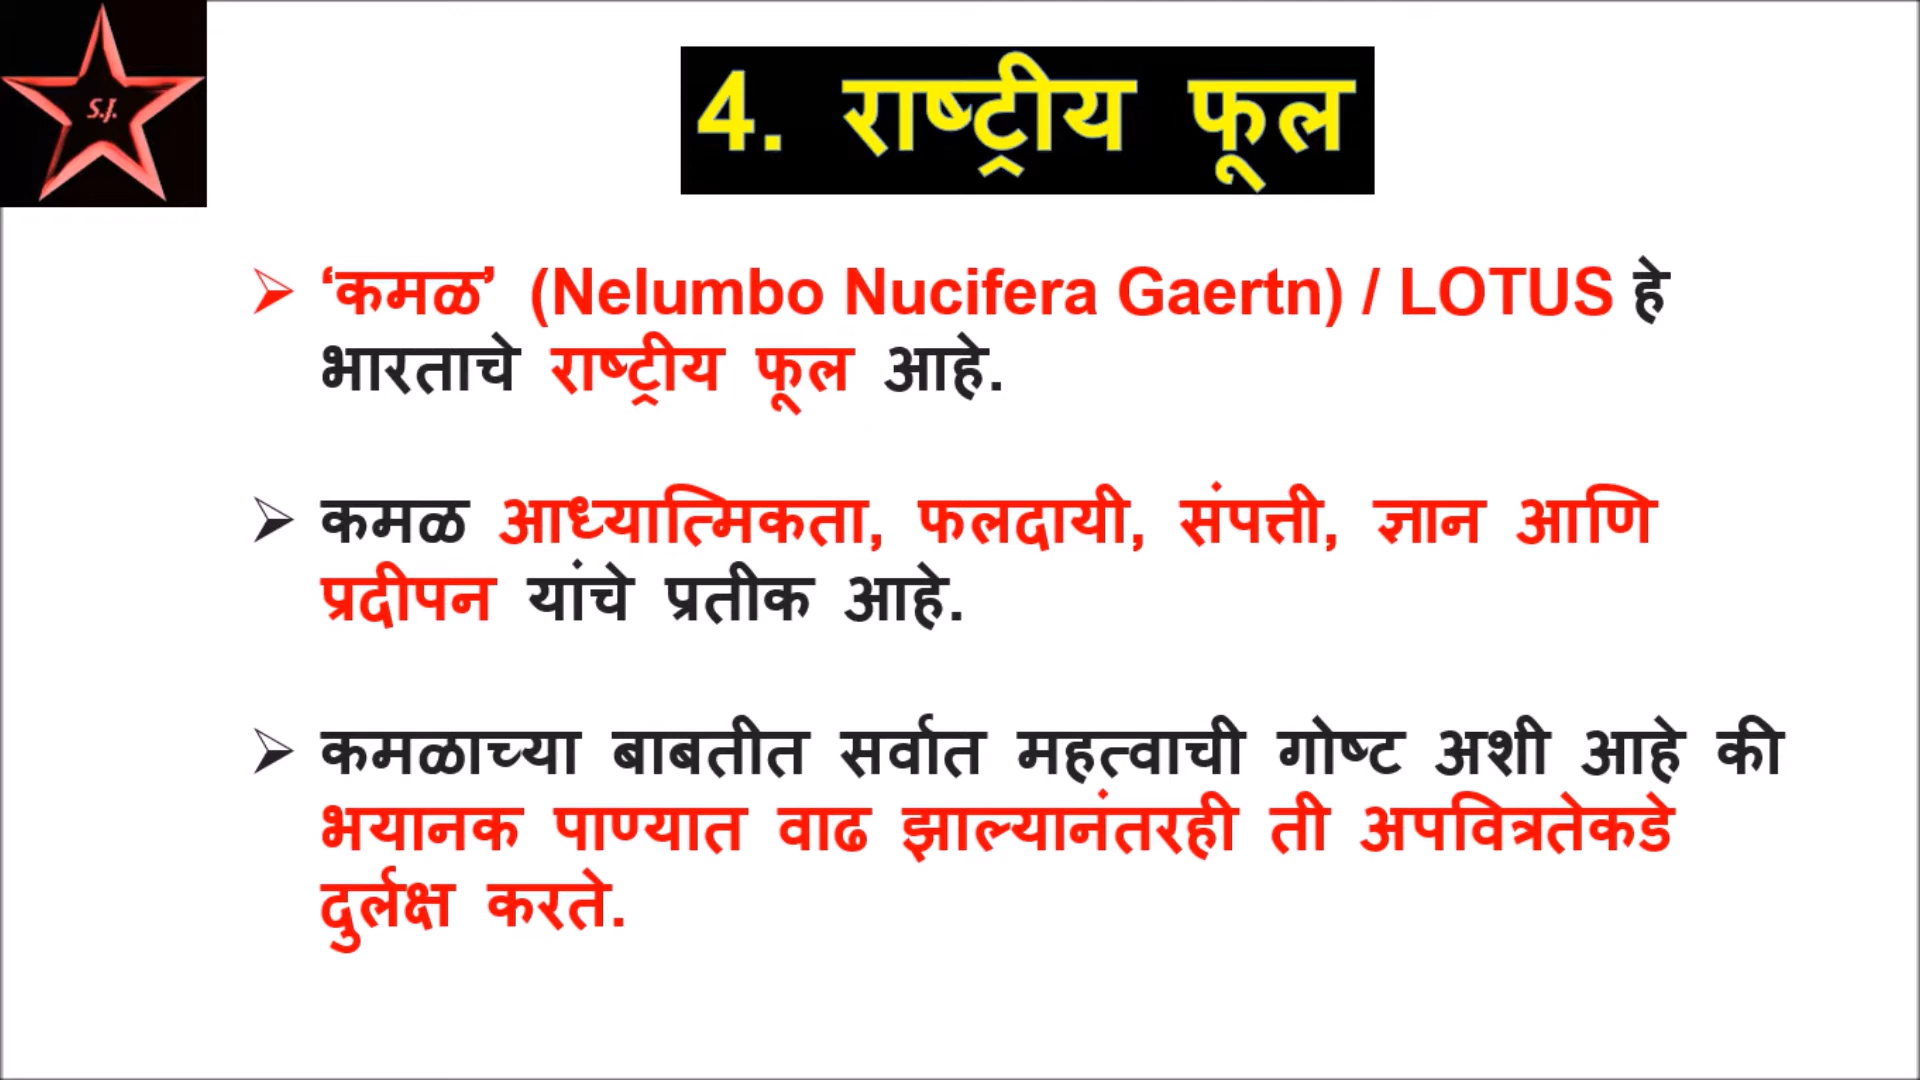 S.J.
4. राष्ट्रीय फूल
‘कमळ’ (Nelumbo Nucifera Gaertn) / LOTUS हे
भारताचे राष्ट्रीय फूल आहे.
कमळ आध्यात्मिकता, फलदायी, संपत्ती, ज्ञान आणि
प्रदीपन यांचे प्रतीक आहे.
कमळाच्या बाबतीत सर्वात महत्वाची गोष्ट अशी आहे की
भयानक पाण्यात वाढ झाल्यानंतरही ती अपवित्रतेकडे
दुर्लक्ष करते.